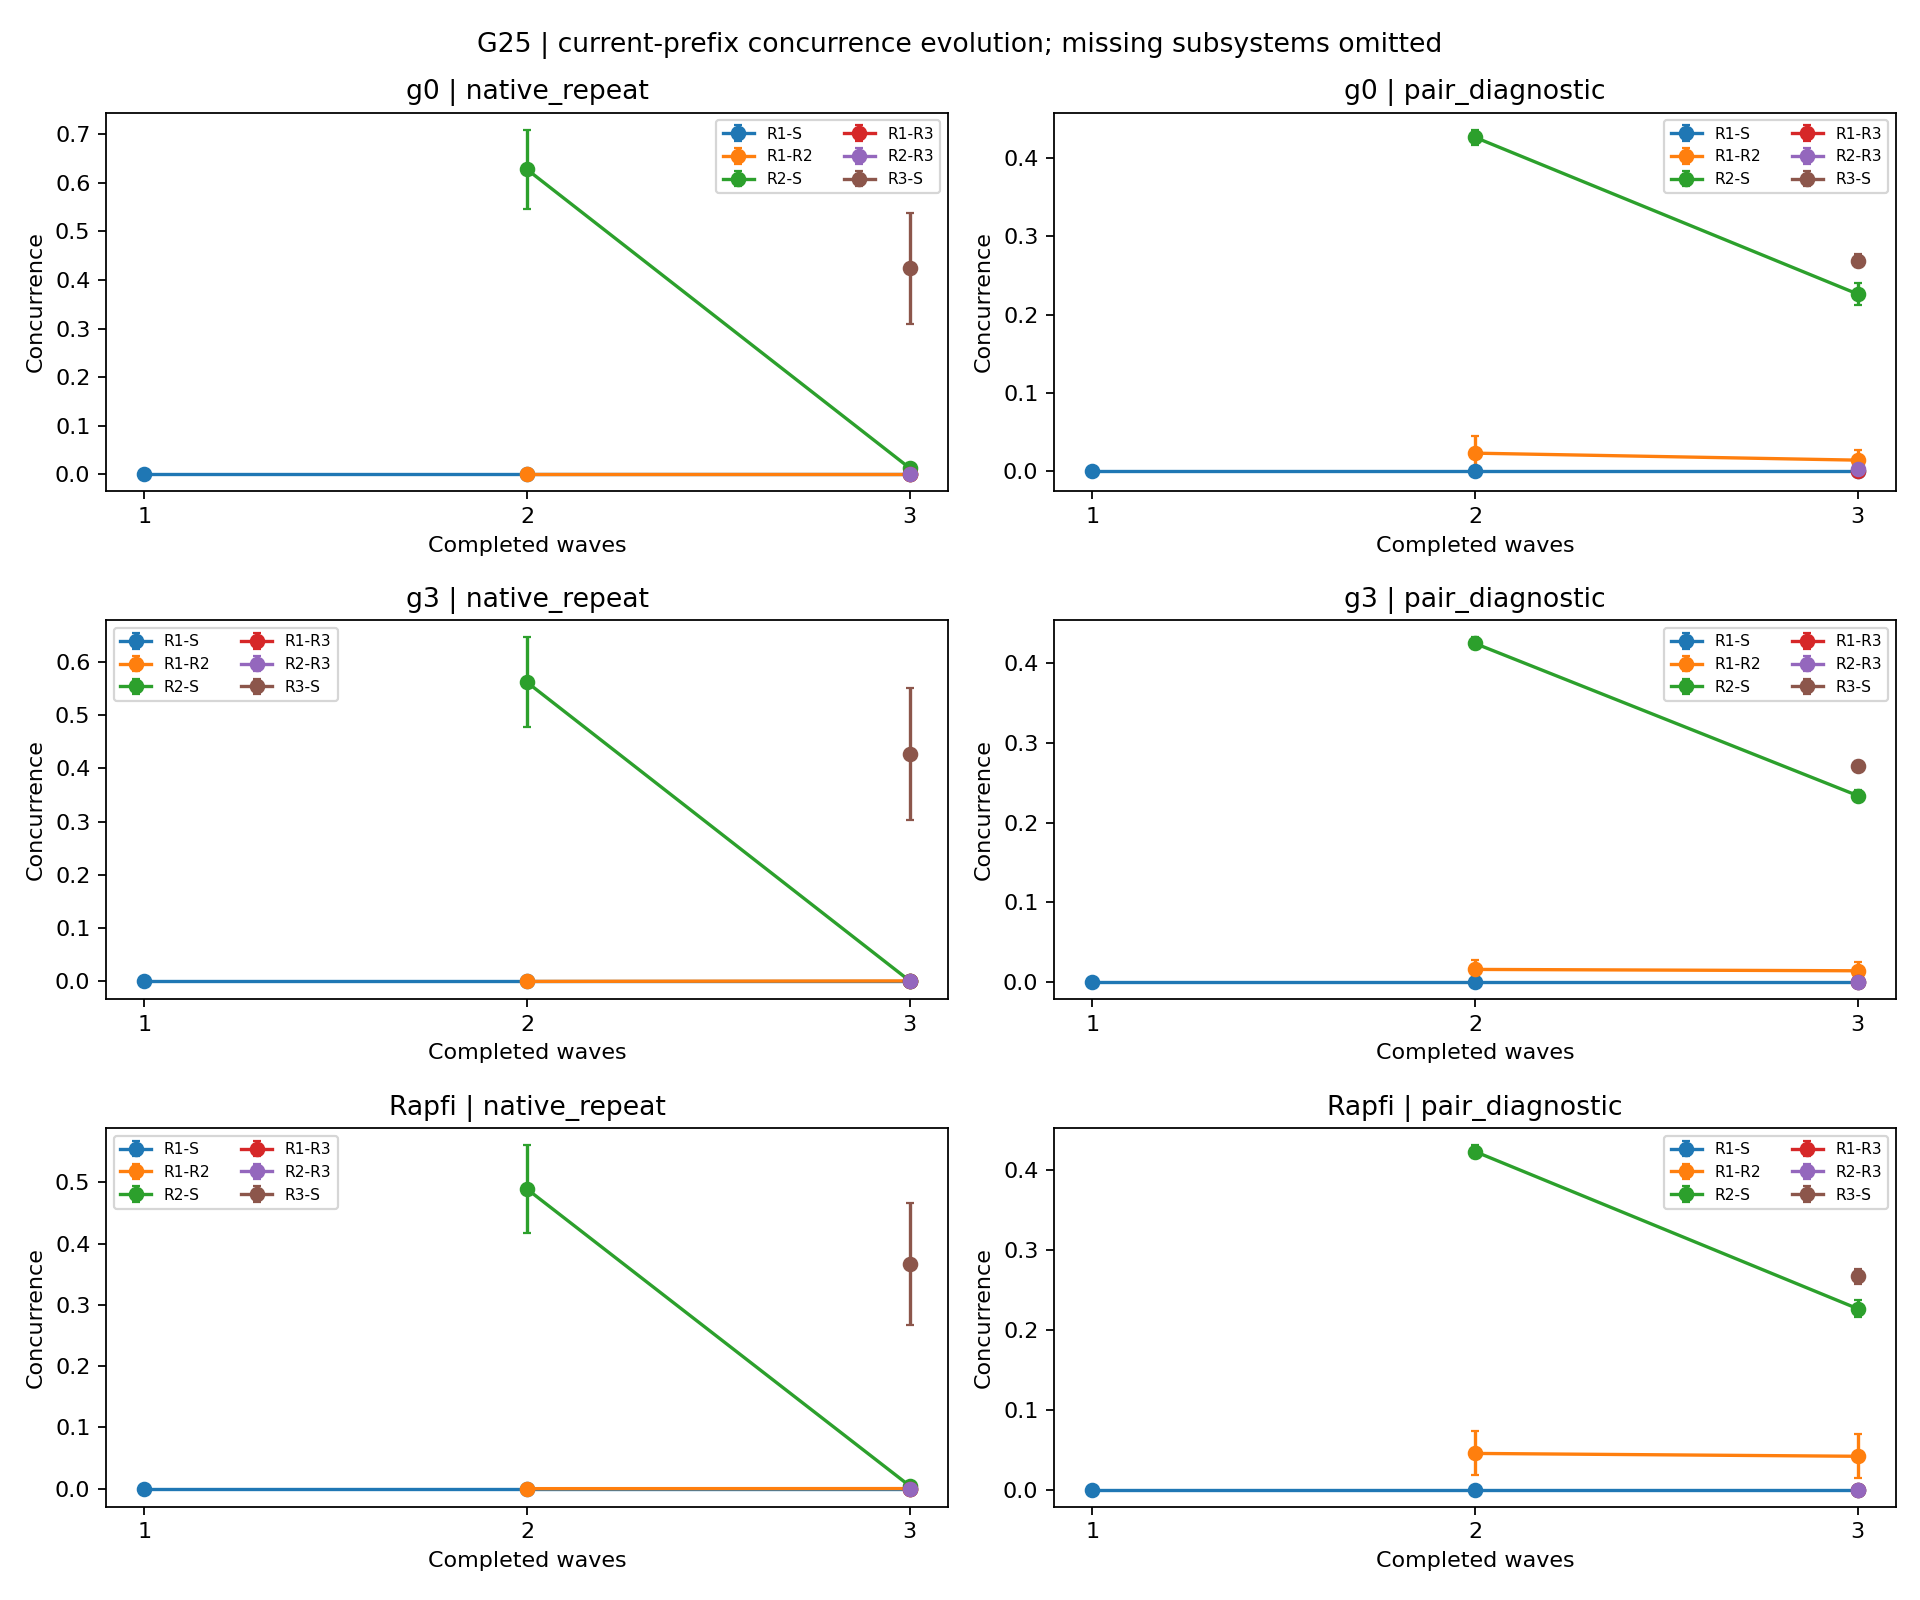 G25 | current-prefix concurrence evolution; missing subsystems omitted
g0 | native_repeat
Concurrence
0.7
0.6
0.5
0.4
0.3
0.2
0.1
0.0
R1-S R1-R3
R1-R2 R2-R3
R2-S R3-S
1 2 3
Completed waves
g0 | pair_diagnostic
Concurrence
0.4
0.3
0.2
0.1
0.0
R1-S R1-R3
R1-R2 R2-R3
R2-S R3-S
1 2 3
Completed waves
g3 | native_repeat
Concurrence
0.6
0.5
0.4
0.3
0.2
0.1
0.0
R1-S R1-R3
R1-R2 R2-R3
R2-S R3-S
1 2 3
Completed waves
g3 | pair_diagnostic
Concurrence
0.4
0.3
0.2
0.1
0.0
R1-S R1-R3
R1-R2 R2-R3
R2-S R3-S
1 2 3
Completed waves
Rapfi | native_repeat
Concurrence
0.5
0.4
0.3
0.2
0.1
0.0
R1-S R1-R3
R1-R2 R2-R3
R2-S R3-S
1 2 3
Completed waves
Rapfi | pair_diagnostic
Concurrence
0.4
0.3
0.2
0.1
0.0
R1-S R1-R3
R1-R2 R2-R3
R2-S R3-S
1 2 3
Completed waves